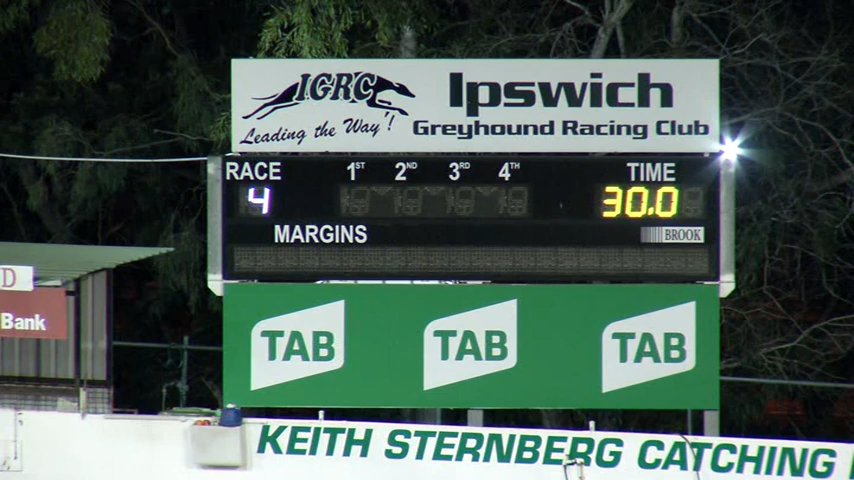 IGRC
Leading the Way'!
Ipswich
Greyhound Racing Club
RACE 1ST 2ND 3RD 4TH TIME
4 30.0
MARGINS BROOK
D
Bank
TAB TAB TAB
KEITH STERNBERG CATCHING